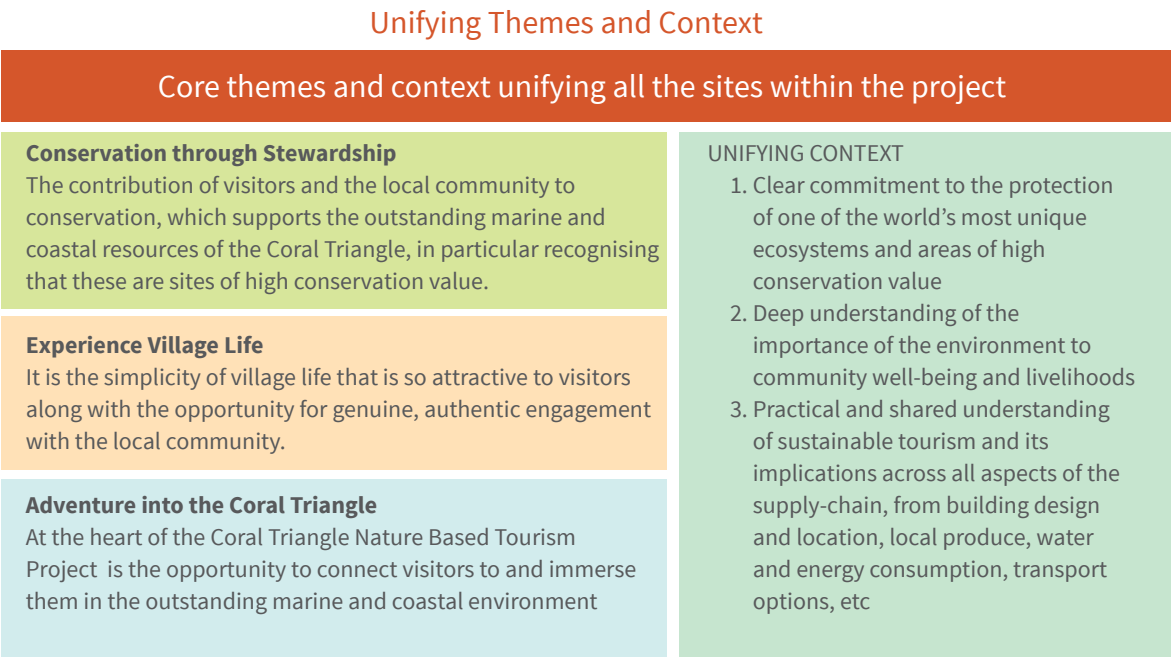 Unifying Themes and Context
Core themes and context unifying all the sites within the project
Conservation through Stewardship
The contribution of visitors and the local community to
conservation, which supports the outstanding marine and
coastal resources of the Coral Triangle, in particular recognising
that these are sites of high conservation value.
Experience Village Life
It is the simplicity of village life that is so attractive to visitors
along with the opportunity for genuine, authentic engagement
with the local community.
Adventure into the Coral Triangle
At the heart of the Coral Triangle Nature Based Tourism
Project  is the opportunity to connect visitors to and immerse
them in the outstanding marine and coastal environment
UNIFYING CONTEXT
1. Clear commitment to the protection
of one of the world’s most unique
ecosystems and areas of high
conservation value
2. Deep understanding of the
importance of the environment to
community well-being and livelihoods
3. Practical and shared understanding
of sustainable tourism and its
implications across all aspects of the
supply-chain, from building design
and location, local produce, water
and energy consumption, transport
options, etc